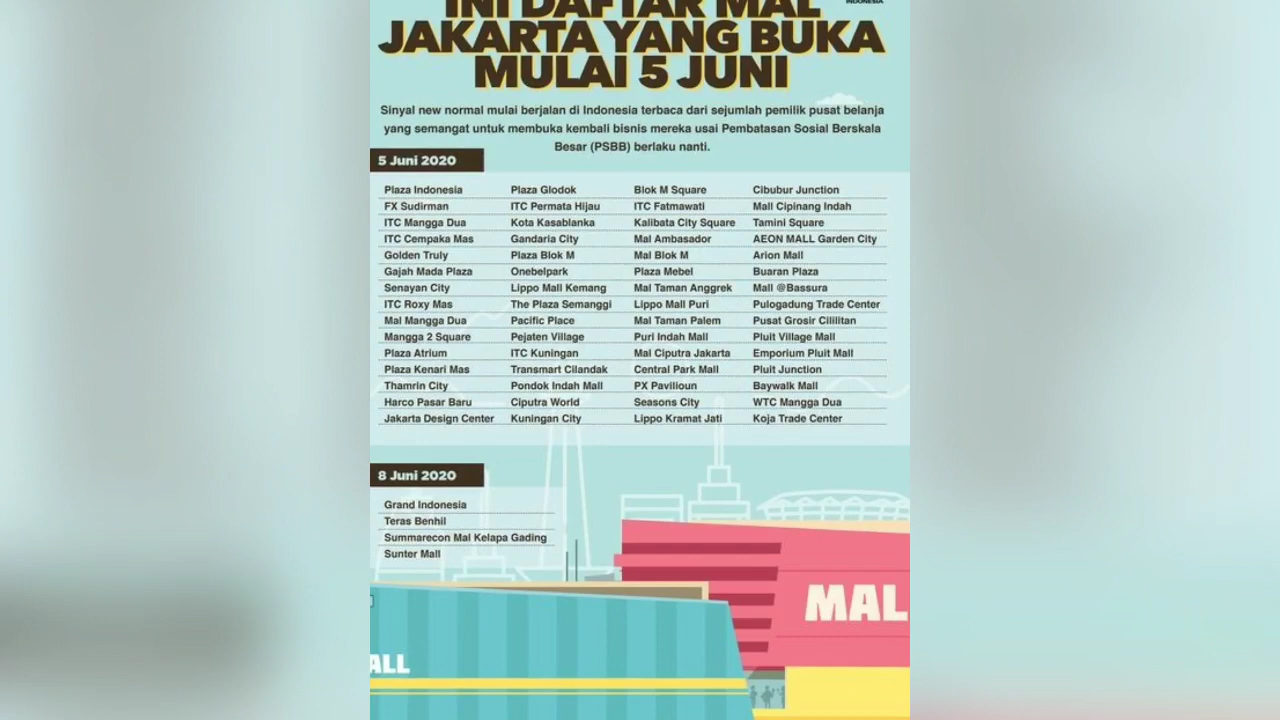 INDONESIA
INI DAFTAR MAL
JAKARTA YANG BUKA
MULAI 5 JUNI
Sinyal new normal mulai berjalan di Indonesia terbaca dari sejumlah pemilik pusat belanja
yang semangat untuk membuka kembali bisnis mereka usai Pembatasan Sosial Berskala
Besar (PSBB) berlaku nanti.
5 Juni 2020
Plaza Indonesia
FX Sudirman
ITC Mangga Dua
ITC Cempaka Mas
Golden Truly
Gajah Mada Plaza
Senayan City
ITC Roxy Mas
Mal Mangga Dua
Mangga 2 Square
Plaza Atrium
Plaza Kenari Mas
Thamrin City
Harco Pasar Baru
Jakarta Design Center
Plaza Glodok
ITC Permata Hijau
Kota Kasablanka
Gandaria City
Plaza Blok M
Onebelpark
Lippo Mall Kemang
The Plaza Semanggi
Pacific Place
Pejaten Village
ITC Kuningan
Transmart Cilandak
Pondok Indah Mall
Ciputra World
Kuningan City
Blok M Square
ITC Fatmawati
Kalibata City Square
Mal Ambasador
Mal Blok M
Plaza Mebel
Mal Taman Anggrek
Lippo Mall Puri
Mal Taman Palem
Puri Indah Mall
Mal Ciputra Jakarta
Central Park Mall
PX Pavilioun
Seasons City
Lippo Kramat Jati
Cibubur Junction
Mall Cipinang Indah
Tamini Square
AEON MALL Garden City
Arion Mall
Buaran Plaza
Mall @Bassura
Pulogadung Trade Center
Pusat Grosir Cililitan
Pluit Village Mall
Emporium Pluit Mall
Pluit Junction
Baywalk Mall
WTC Mangga Dua
Koja Trade Center
8 Juni 2020
Grand Indonesia
Teras Benhil
Summarecon Mal Kelapa Gading
Sunter Mall
MAL
ALL